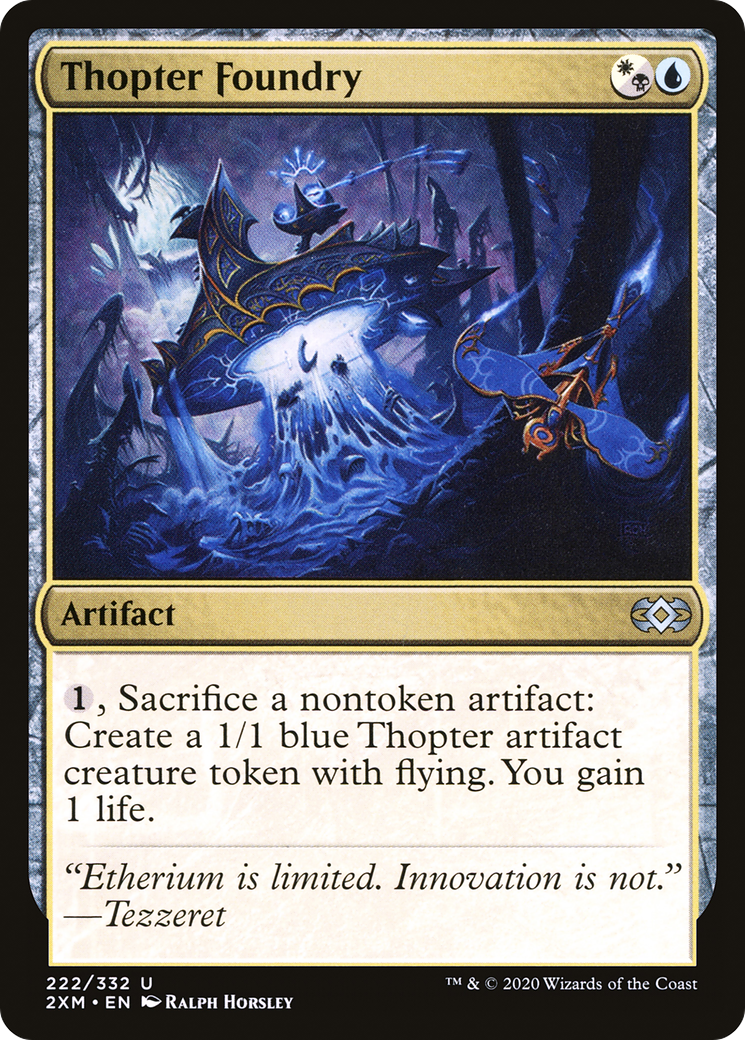 Thopter Foundry
Artifact
1, Sacrifice a nontoken artifact:
Create a 1/1 blue Thopter artifact
creature token with flying. You gain
1 life.
“Etherium is limited. Innovation is not.”
—Tezzeret
222/332 U
2XM • EN RALPH HORSLEY
™ & © 2020 Wizards of the Coast